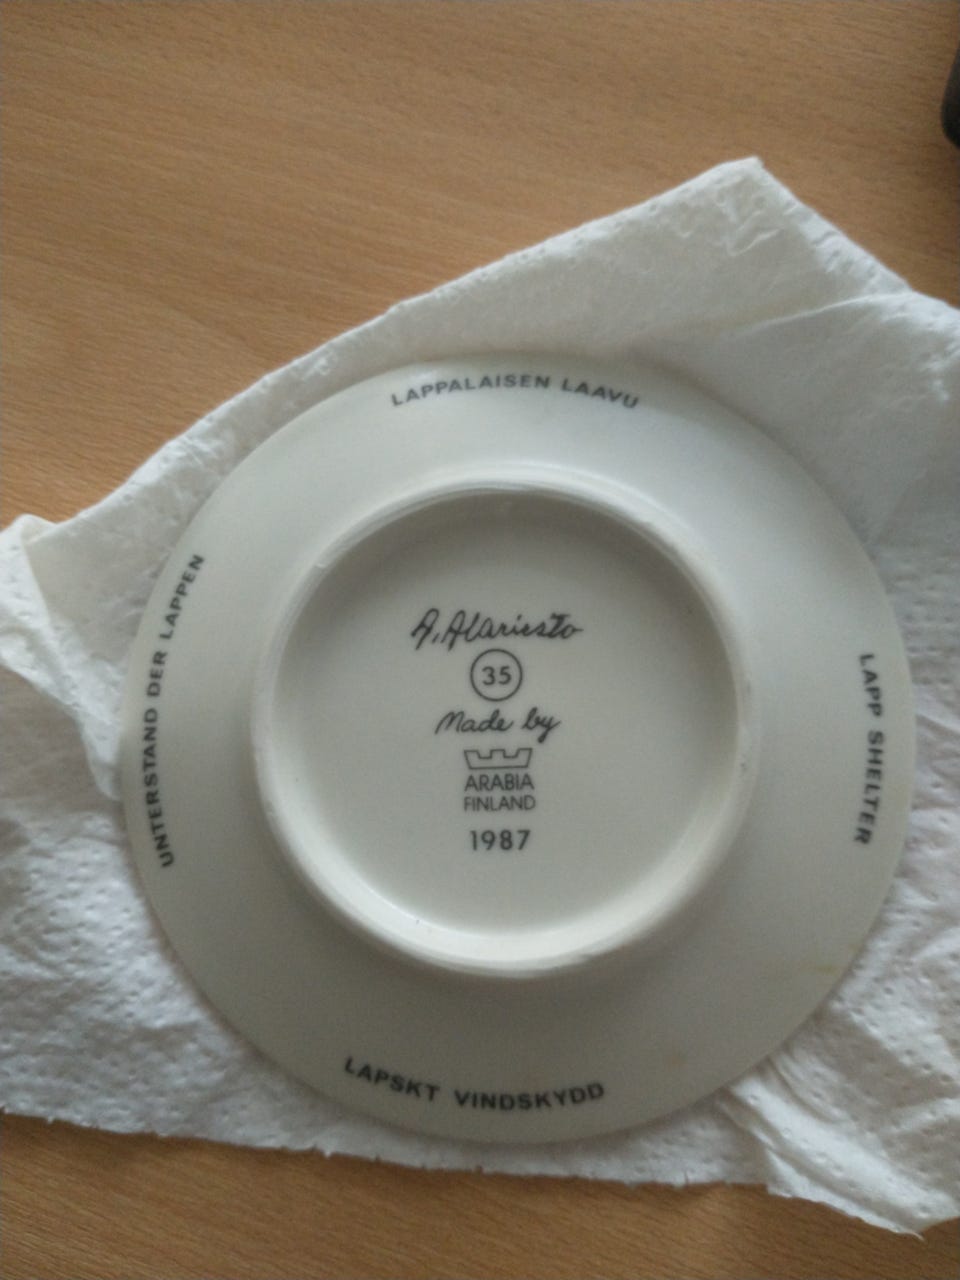 LAPPALAISEN LAAVU
UNTERSTAND DER LAPPEN
LAPP SHELTER
A. Alariesto
35
Made by
ARABIA
FINLAND
1987
LAPSKT VINDSKYDD